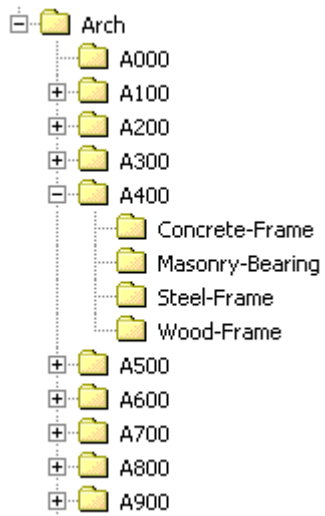 Arch
A000
A100
A200
A300
A400
Concrete-Frame
Masonry-Bearing
Steel-Frame
Wood-Frame
A500
A600
A700
A800
A900